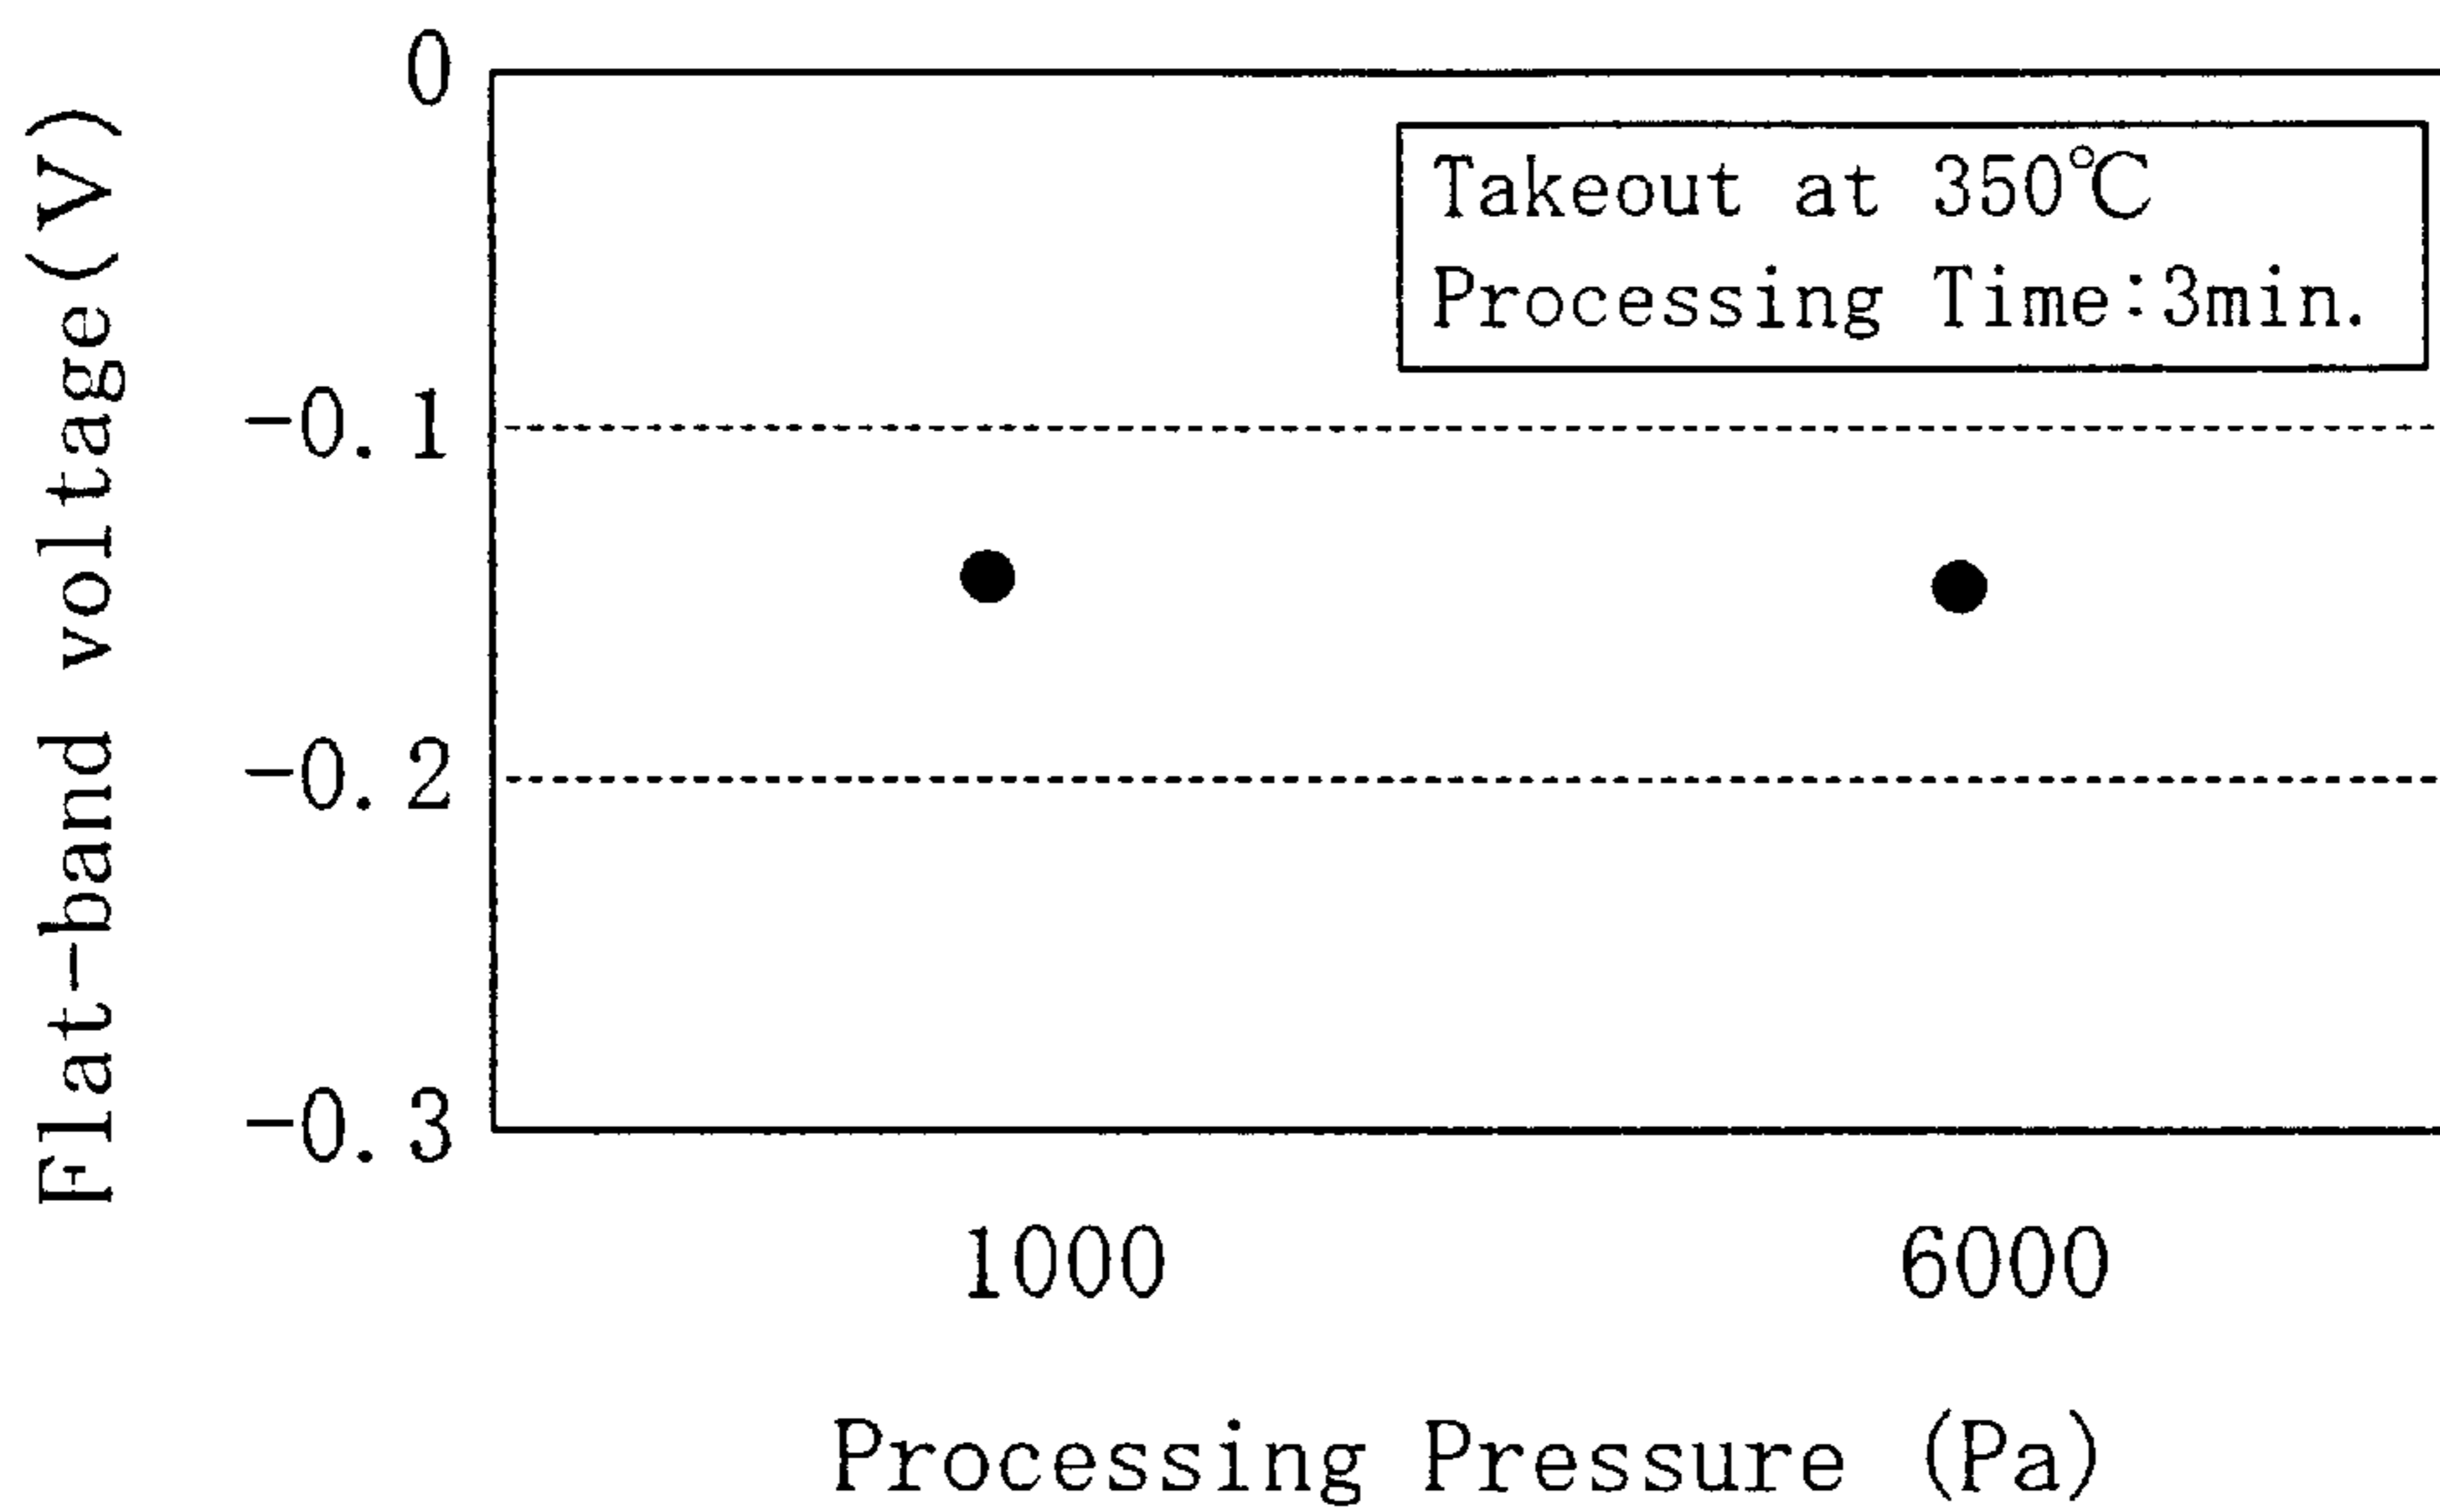 Flat-band voltage(V)
0
-0.1
-0.2
-0.3
Takeout at 350℃
Processing Time:3min.
1000 6000
Processing Pressure (Pa)